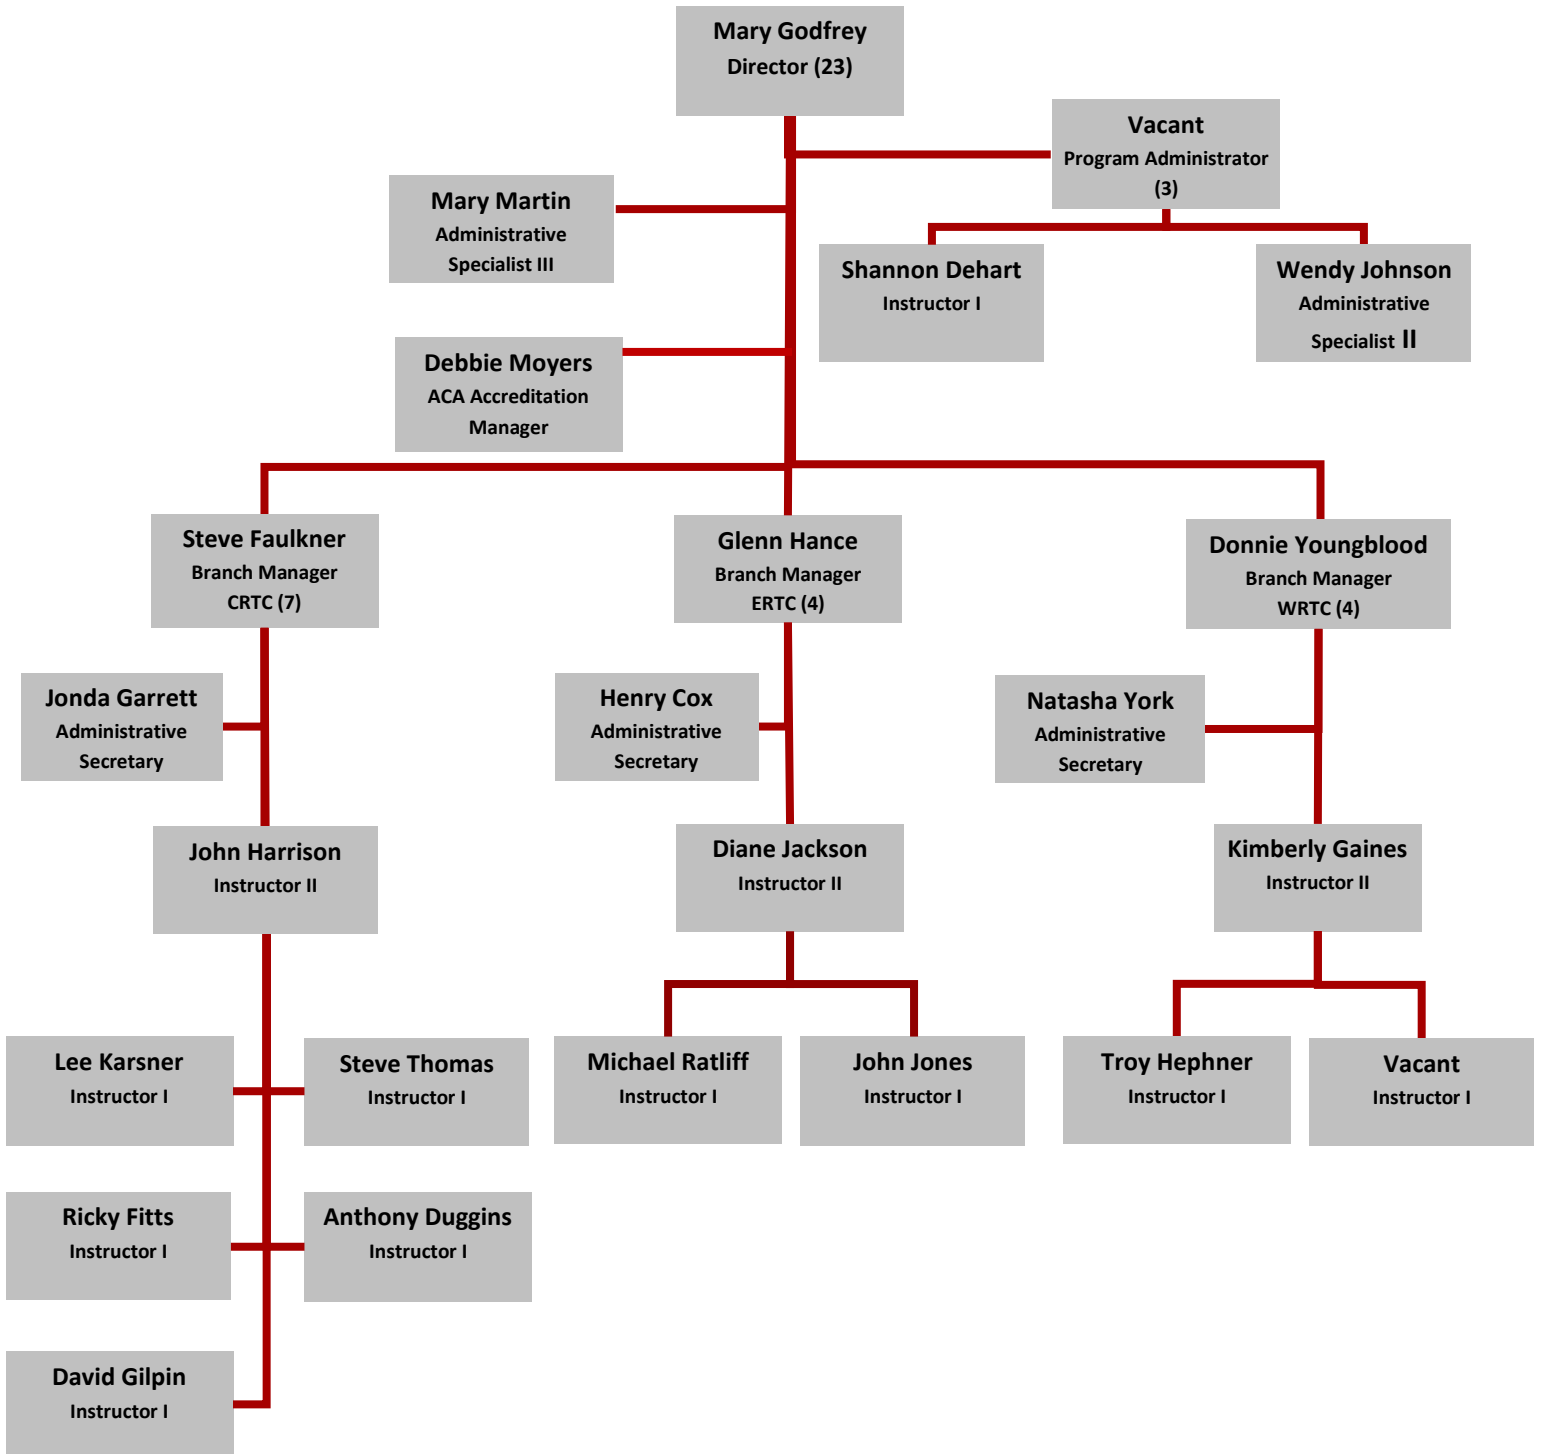 Mary Godfrey
Director (23)
Vacant
Program Administrator
(3)
Mary Martin
Administrative
Specialist III
Shannon Dehart
Instructor I
Wendy Johnson
Administrative
Specialist II
Debbie Moyers
ACA Accreditation
Manager
Steve Faulkner
Branch Manager
CRTC (7)
Glenn Hance
Branch Manager
ERTC (4)
Donnie Youngblood
Branch Manager
WRTC (4)
Jonda Garrett
Administrative
Secretary
Henry Cox
Administrative
Secretary
Natasha York
Administrative
Secretary
John Harrison
Instructor II
Diane Jackson
Instructor II
Kimberly Gaines
Instructor II
Lee Karsner
Instructor I
Steve Thomas
Instructor I
Michael Ratliff
Instructor I
John Jones
Instructor I
Troy Hephner
Instructor I
Vacant
Instructor I
Ricky Fitts
Instructor I
Anthony Duggins
Instructor I
David Gilpin
Instructor I